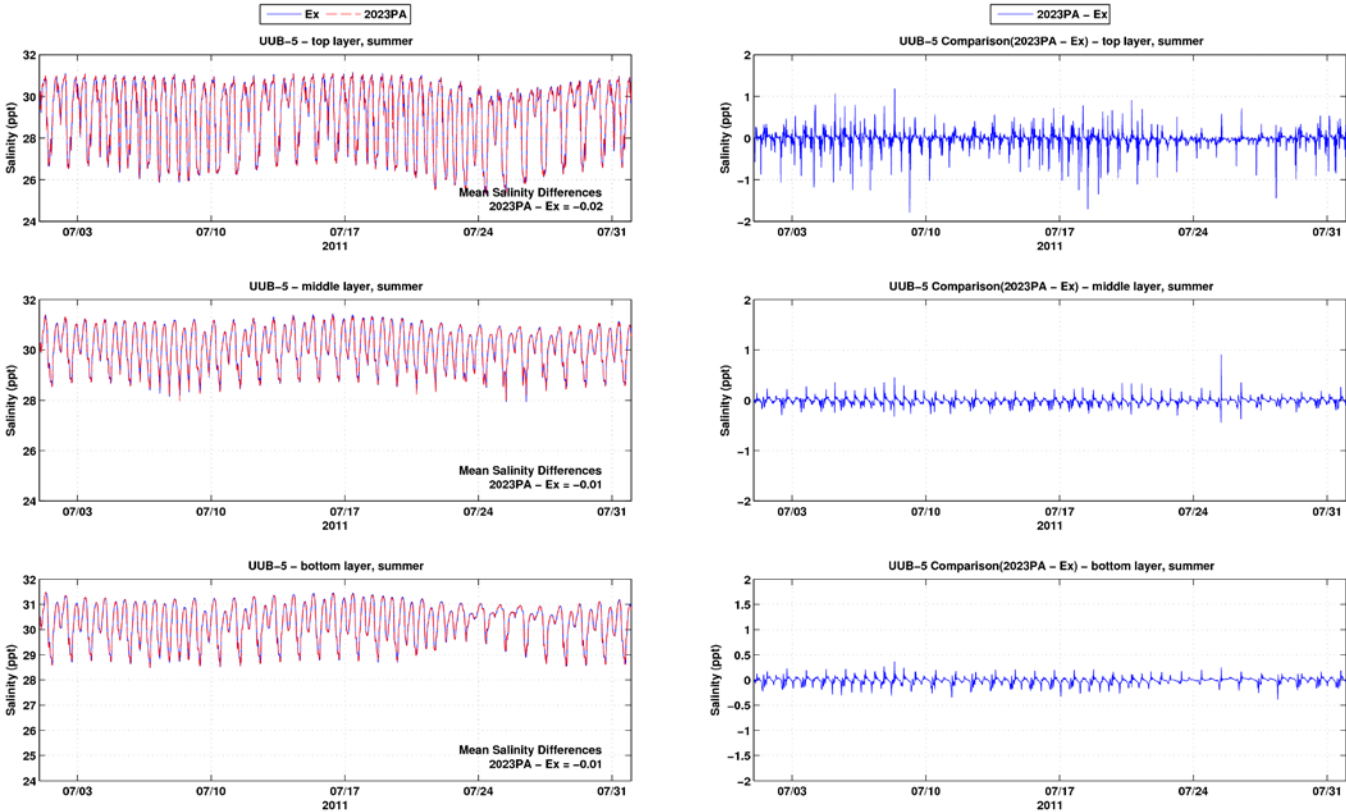 Ex 2023PA
UUB−5 − top layer, summer
32
30
28
26
24
Salinity (ppt)
Mean Salinity Differences
2023PA − Ex = −0.02
07/03 07/10 07/17 07/24 07/31
2011
2023PA − Ex
UUB−5 Comparison(2023PA − Ex) − top layer, summer
2
1
0
−1
−2
Salinity (ppt)
07/03 07/10 07/17 07/24 07/31
2011
UUB−5 − middle layer, summer
32
30
28
26
24
Salinity (ppt)
Mean Salinity Differences
2023PA − Ex = −0.01
07/03 07/10 07/17 07/24 07/31
2011
UUB−5 Comparison(2023PA − Ex) − middle layer, summer
2
1
0
−1
−2
Salinity (ppt)
07/03 07/10 07/17 07/24 07/31
2011
UUB−5 − bottom layer, summer
32
31
30
29
28
27
26
25
24
Salinity (ppt)
Mean Salinity Differences
2023PA − Ex = −0.01
07/03 07/10 07/17 07/24 07/31
2011
UUB−5 Comparison(2023PA − Ex) − bottom layer, summer
2
1.5
1
0.5
0
−0.5
−1
−1.5
−2
Salinity (ppt)
07/03 07/10 07/17 07/24 07/31
2011